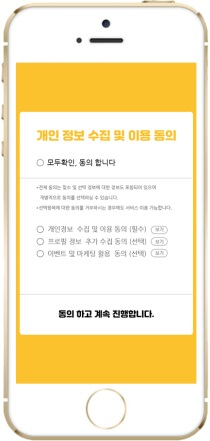 개인 정보 수집 및 이용 동의
모두확인, 동의 합니다
•전체 동의는 필수 및 선택 정보에 대한 정보도 포함되어 있으며
개별적으로 동의를 선택하실 수 있습니다.
•선택항목에 대한 동의를 거부하시는 경우에도 서비스 이용 가능합니다.
개인정보 수집 및 이용 동의 (필수) 보기
프로필 정보 추가 수집 동의 (선택) 보기
이벤트 및 마케팅 활용 동의 (선택) 보기
동의 하고 계속 진행합니다.